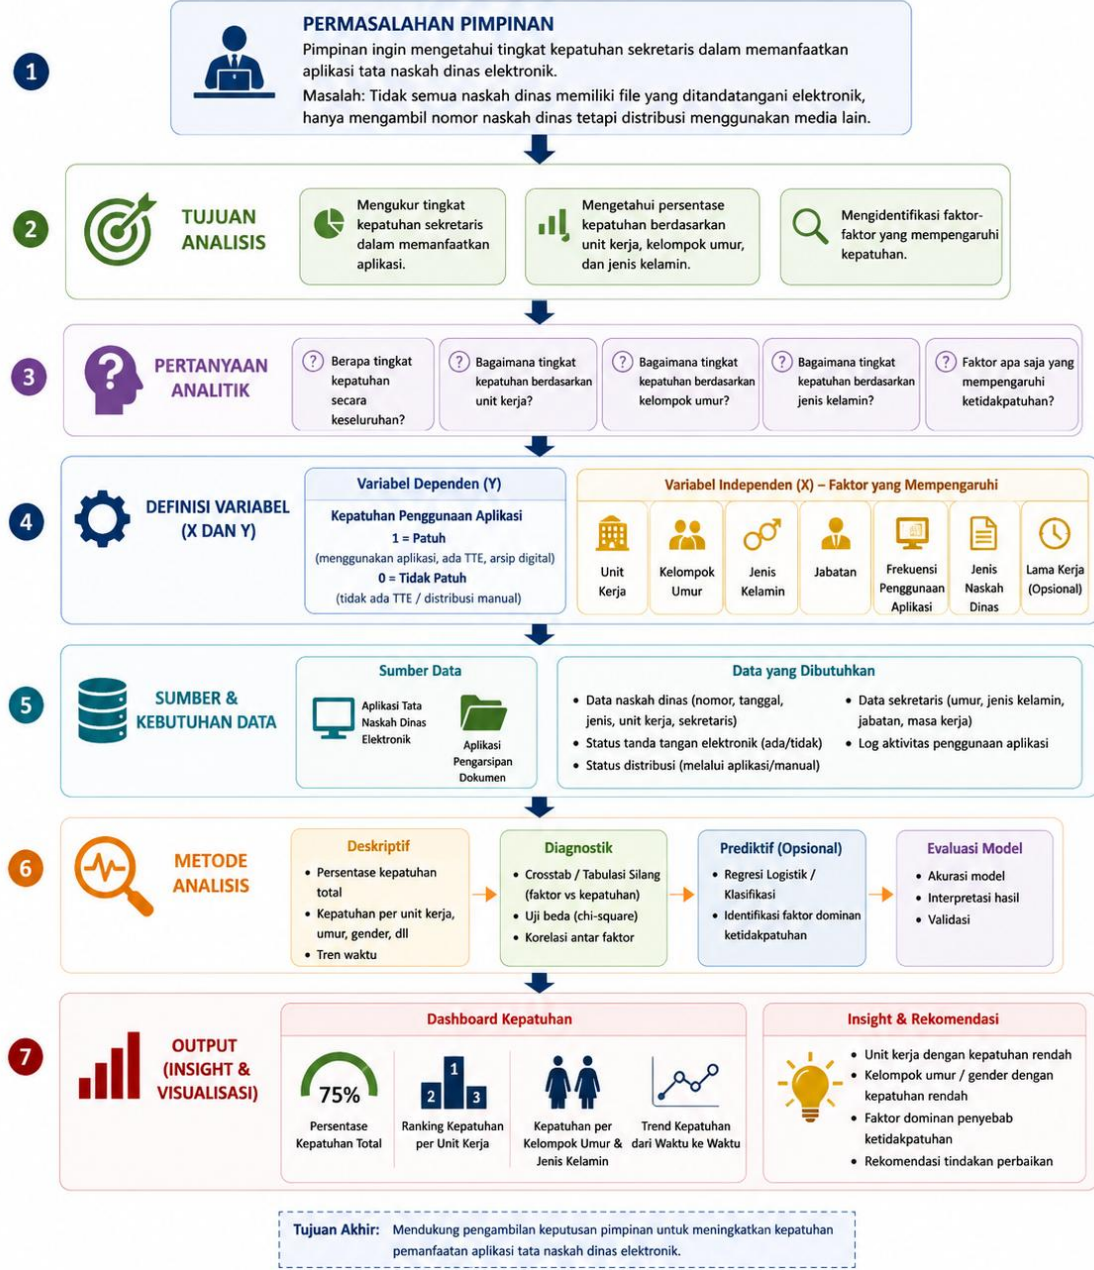 1
PERMASALAHAN PIMPINAN
Pimpinan ingin mengetahui tingkat kepatuhan sekretaris dalam memanfaatkan
aplikasi tata naskah dinas elektronik.
Masalah: Tidak semua naskah dinas memiliki file yang ditandatangani elektronik,
hanya mengambil nomor naskah dinas tetapi distribusi menggunakan media lain.
2
TUJUAN
ANALISIS
Mengukur tingkat
kepatuhan sekretaris
dalam memanfaatkan
aplikasi.
Mengetahui persentase
kepatuhan berdasarkan
unit kerja, kelompok umur,
dan jenis kelamin.
Mengidentifikasi faktor-
faktor yang mempengaruhi
kepatuhan.
3
?
PERTANYAAN
ANALITIK
?
Berapa tingkat
kepatuhan
secara
keseluruhan?
?
Bagaimana tingkat
kepatuhan berdasarkan
unit kerja?
?
Bagaimana tingkat
kepatuhan berdasarkan
kelompok umur?
?
Bagaimana tingkat
kepatuhan berdasarkan
jenis kelamin?
?
Faktor apa saja yang
mempengaruhi
ketidakpatuhan?
4
DEFINISI VARIABEL
(X DAN Y)
Variabel Dependen (Y)
Kepatuhan Penggunaan Aplikasi
1 = Patuh
(menggunakan aplikasi, ada TTE, arsip digital)
0 = Tidak Patuh
(tidak ada TTE / distribusi manual)
Variabel Independen (X) – Faktor yang Mempengaruhi
Unit
Kerja
Kelompok
Umur
Jenis
Kelamin
Jabatan
Frekuensi
Penggunaan
Aplikasi
Jenis
Naskah
Dinas
Lama Kerja
(Opsional)
5
SUMBER &
KEBUTUHAN DATA
Sumber Data
Aplikasi Tata
Naskah Dinas
Elektronik
Aplikasi
Pengarsipan
Dokumen
Data yang Dibutuhkan
• Data naskah dinas (nomor, tanggal,
jenis, unit kerja, sekretaris)
• Status tanda tangan elektronik (ada/tidak)
• Status distribusi (melalui aplikasi/manual)
• Data sekretaris (umur, jenis kelamin,
jabatan, masa kerja)
• Log aktivitas penggunaan aplikasi
6
METODE
ANALISIS
Deskriptif
• Persentase kepatuhan
total
• Kepatuhan per unit kerja,
umur, gender, dll
• Tren waktu
Diagnostik
• Crosstab / Tabulasi Silang
(faktor vs kepatuhan)
• Uji beda (chi-square)
• Korelasi antar faktor
Prediktif (Opsional)
• Regresi Logistik /
Klasifikasi
• Identifikasi faktor dominan
ketidakpatuhan
Evaluasi Model
• Akurasi model
• Interpretasi hasil
• Validasi
7
OUTPUT
(INSIGHT &
VISUALISASI)
Dashboard Kepatuhan
75%
Persentase
Kepatuhan Total
2 1 3
Ranking Kepatuhan
per Unit Kerja
Kepatuhan per
Kelompok Umur &
Jenis Kelamin
Trend Kepatuhan
dari Waktu ke Waktu
Insight & Rekomendasi
• Unit kerja dengan kepatuhan rendah
• Kelompok umur / gender dengan
kepatuhan rendah
• Faktor dominan penyebab
ketidakpatuhan
• Rekomendasi tindakan perbaikan
Tujuan Akhir: Mendukung pengambilan keputusan pimpinan untuk meningkatkan kepatuhan
pemanfaatan aplikasi tata naskah dinas elektronik.